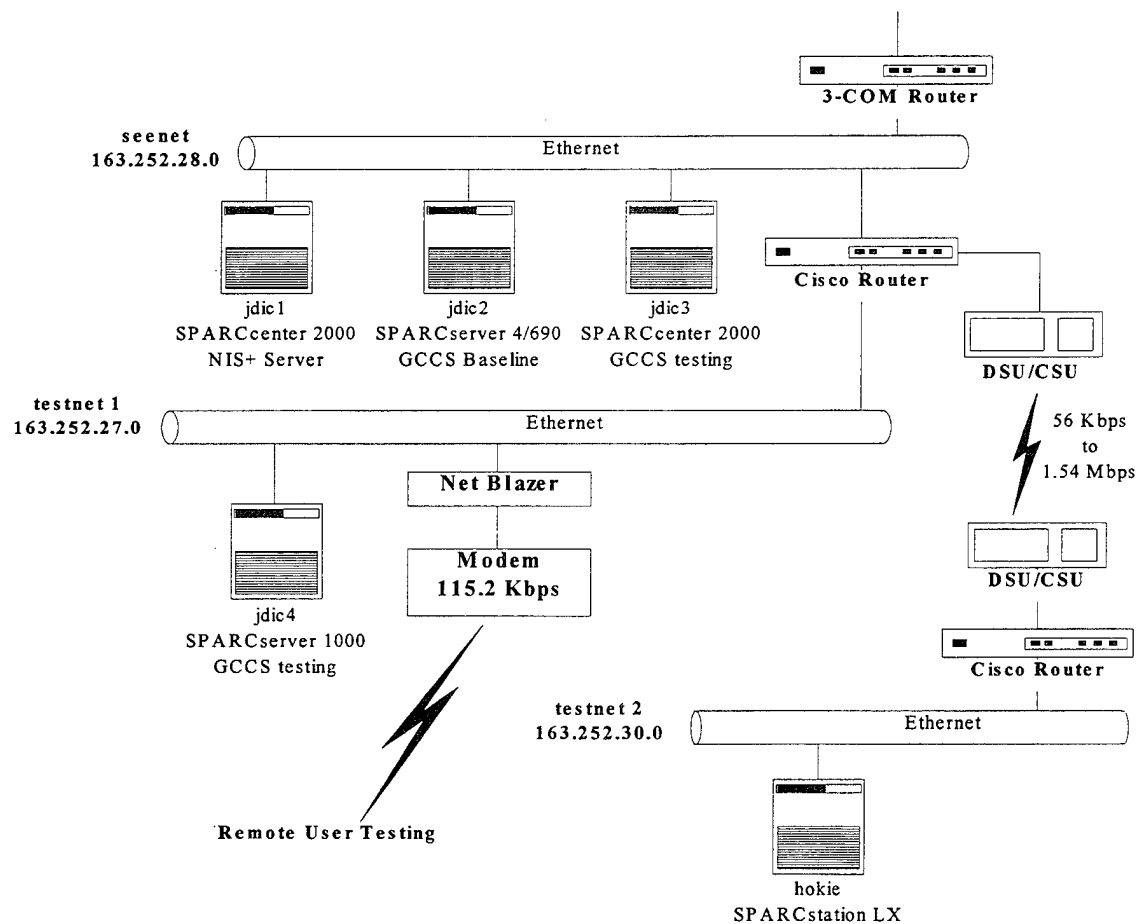 3-COM Router
seenet
163.252.28.0
Ethernet
Cisco Router
jdic1
SPARCcenter 2000
NIS+ Server
jdic2
SPARCserver 4/690
GCCS Baseline
jdic3
SPARCcenter 2000
GCCS testing
DSU/CSU
testnet 1
163.252.27.0
Ethernet
56 Kbps
to
1.54 Mbps
Net Blazer
Modem
115.2 Kbps
DSU/CSU
jdic4
SPARCserver 1000
GCCS testing
Cisco Router
testnet 2
163.252.30.0
Ethernet
Remote User Testing
hokie
SPARCstation LX